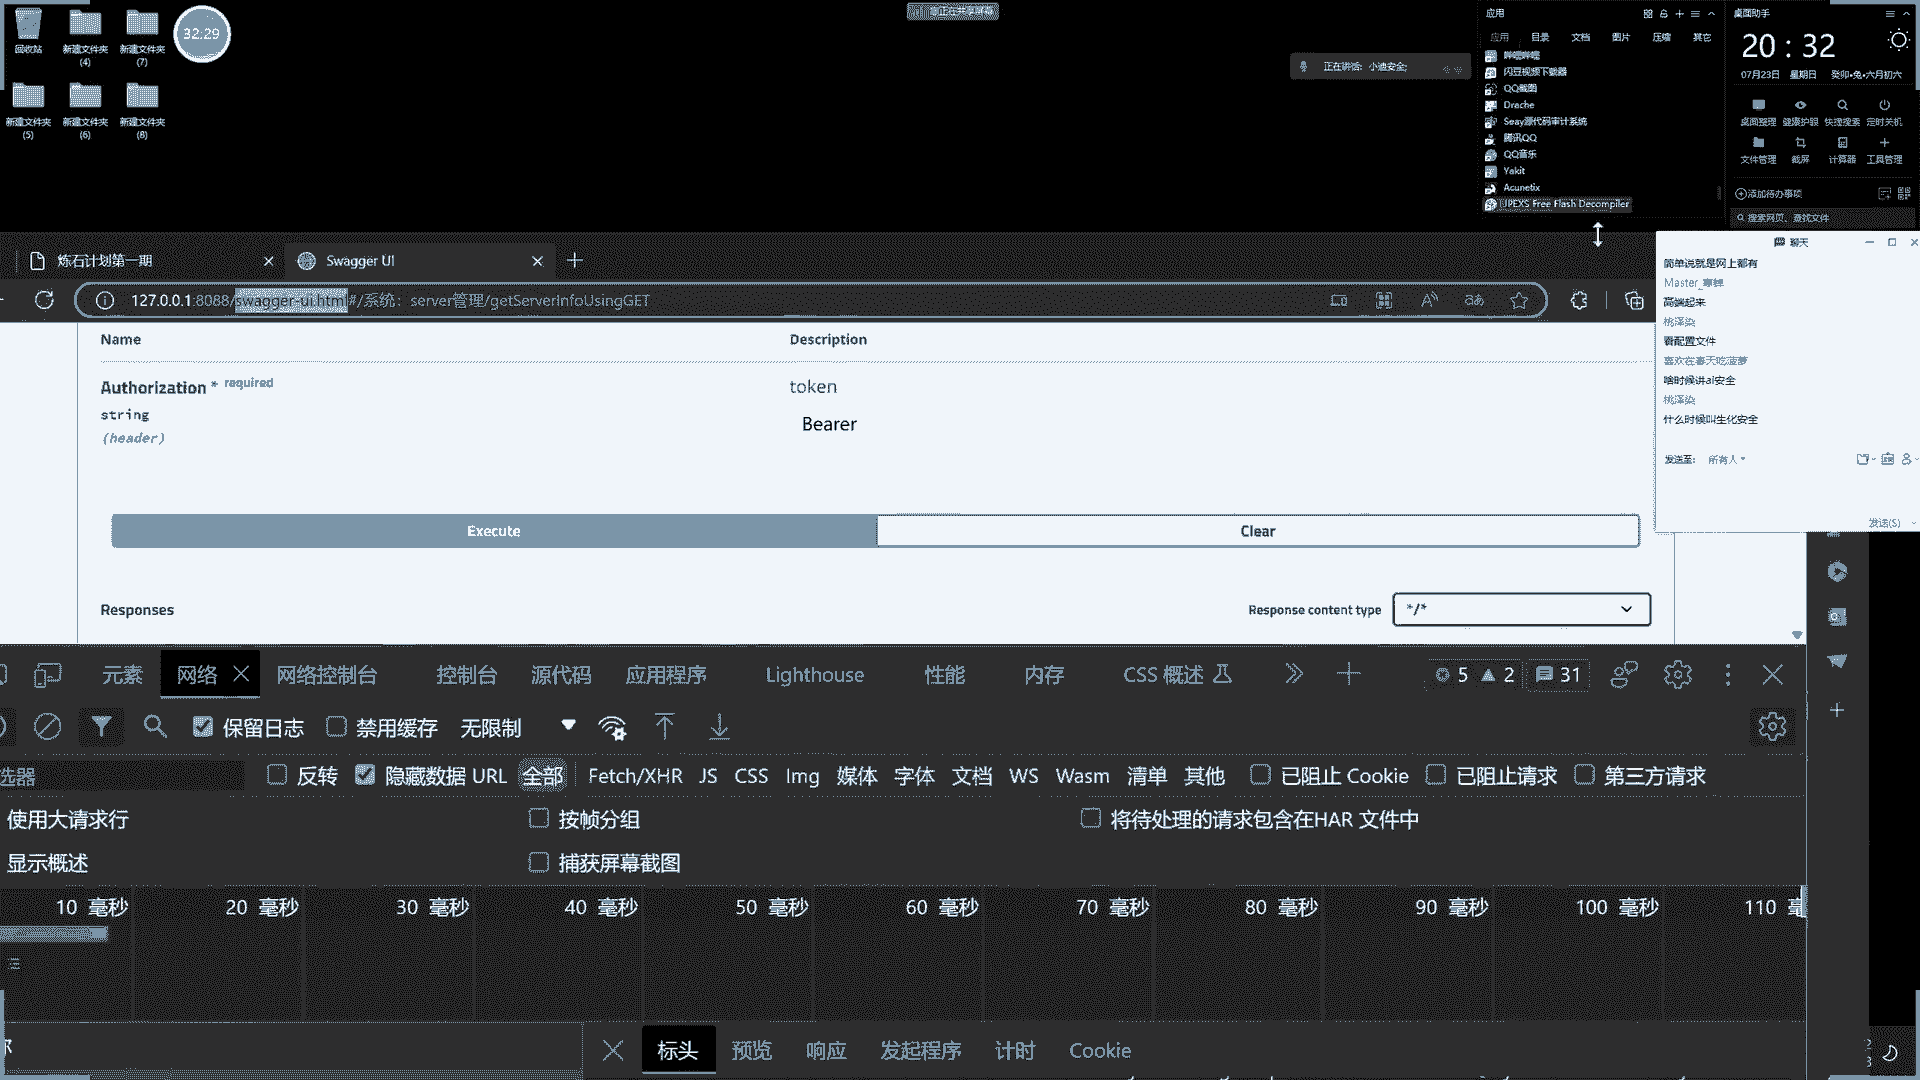 回收站
新建文件夹
(4)
新建文件夹
(7)
32:29
新建文件夹
(5)
新建文件夹
(6)
新建文件夹
(8)
正在讲话: 小迪安全;
应用
应用 目录 文档 图片 压缩 其它
哔哩哔哩
闪豆视频下载器
QQ截图
Drache
Seay源代码审计系统
腾讯QQ
QQ音乐
Yakit
Acunetix
JPEXS Free Flash Decompiler
桌面助手
20 : 32
07月23日 星期日 癸卯•兔•六月初六
桌面整理 健康护眼 快捷搜索 定时关机
文件管理 截屏 计算器 工具管理
添加待办事项
搜索网页、查找文件
炼石计划第一期
Swagger UI
127.0.0.1:8088/swagger-ui.html#/系统: server管理/getServerInfoUsingGET
聊天
简单说就是网上都有
高端起来
桃泽染
看配置文件
喜欢在春天吃菠萝
啥时候讲ai安全
桃泽染
什么时候叫生化安全
发送至: 所有人
发送(S)
Name Description
Authorization * required
string
(header)
token
Bearer
Execute Clear
Responses Response content type */*
元素 网络 网络控制台 控制台 源代码 应用程序 Lighthouse 性能 内存 CSS 概述 5 2 31
保留日志 禁用缓存 无限制
选器 反转 隐藏数据 URL 全部 Fetch/XHR JS CSS Img 媒体 字体 文档 WS Wasm 清单 其他 已阻止 Cookie 已阻止请求 第三方请求
使用大请求行 按帧分组 将待处理的请求包含在HAR 文件中
显示概述 捕获屏幕截图
10 毫秒 20 毫秒 30 毫秒 40 毫秒 50 毫秒 60 毫秒 70 毫秒 80 毫秒 90 毫秒 100 毫秒 110 毫
标头 预览 响应 发起程序 计时 Cookie